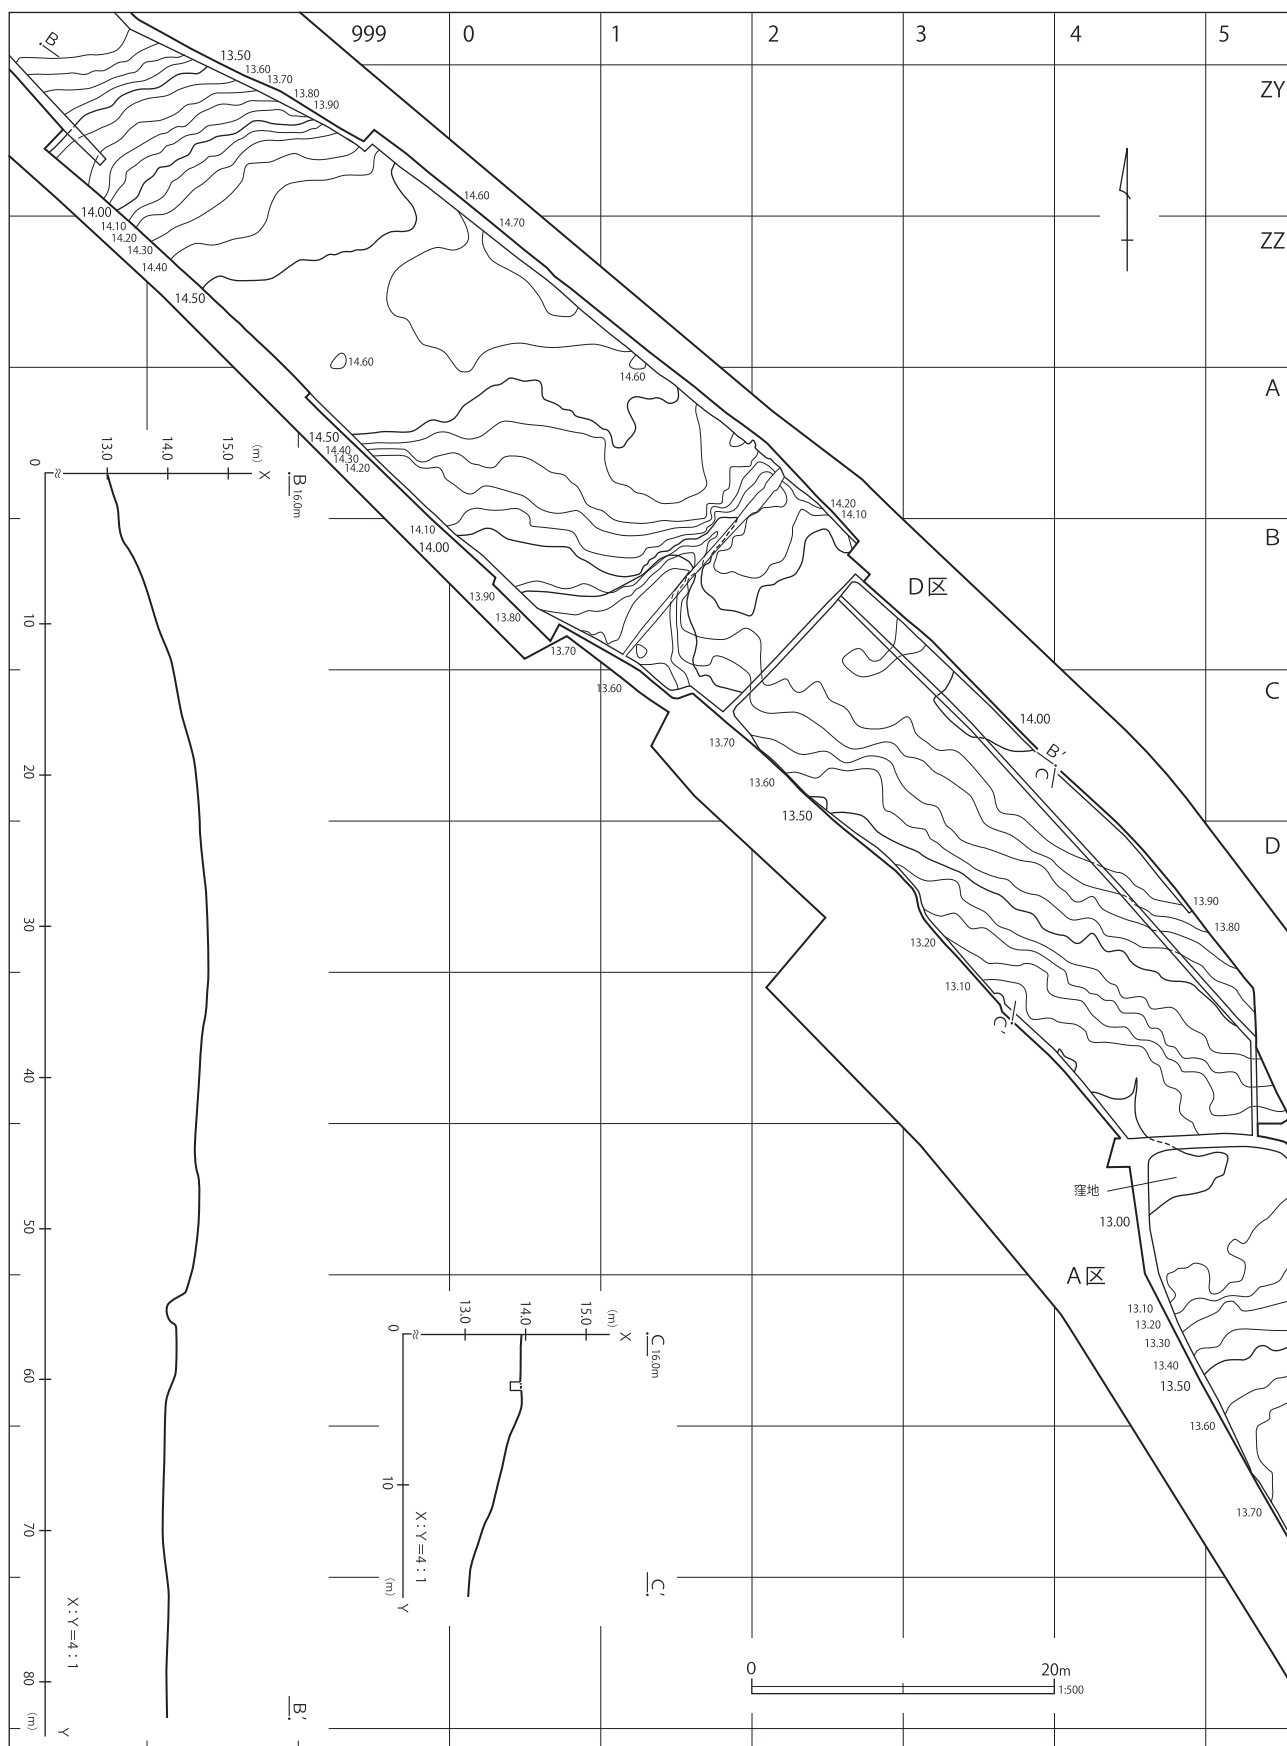 999
0
1
2
3
4
5
ZY
ZZ
A
B
C
D
B
13.50
13.60
13.70
13.80
13.90
14.00
14.10
14.20
14.30
14.40
14.50
14.60
14.70
14.60
14.60
14.50
14.40
14.30
14.20
14.10
14.00
13.90
13.80
13.70
13.60
14.20
14.10
D区
14.00
B′
C
13.70
13.60
13.50
13.90
13.80
13.20
13.10
C′
窪地
13.00
A区
13.10
13.20
13.30
13.40
13.50
13.60
13.70
13.0
14.0
15.0
(m)
X
0
10
20
30
40
50
60
70
80
(m)
Y
X:Y=4:1
B 16.0m
B′
13.0
14.0
15.0
(m)
X
0
10
(m)
Y
X:Y=4:1
C 16.0m
C′
0
20m
1:500